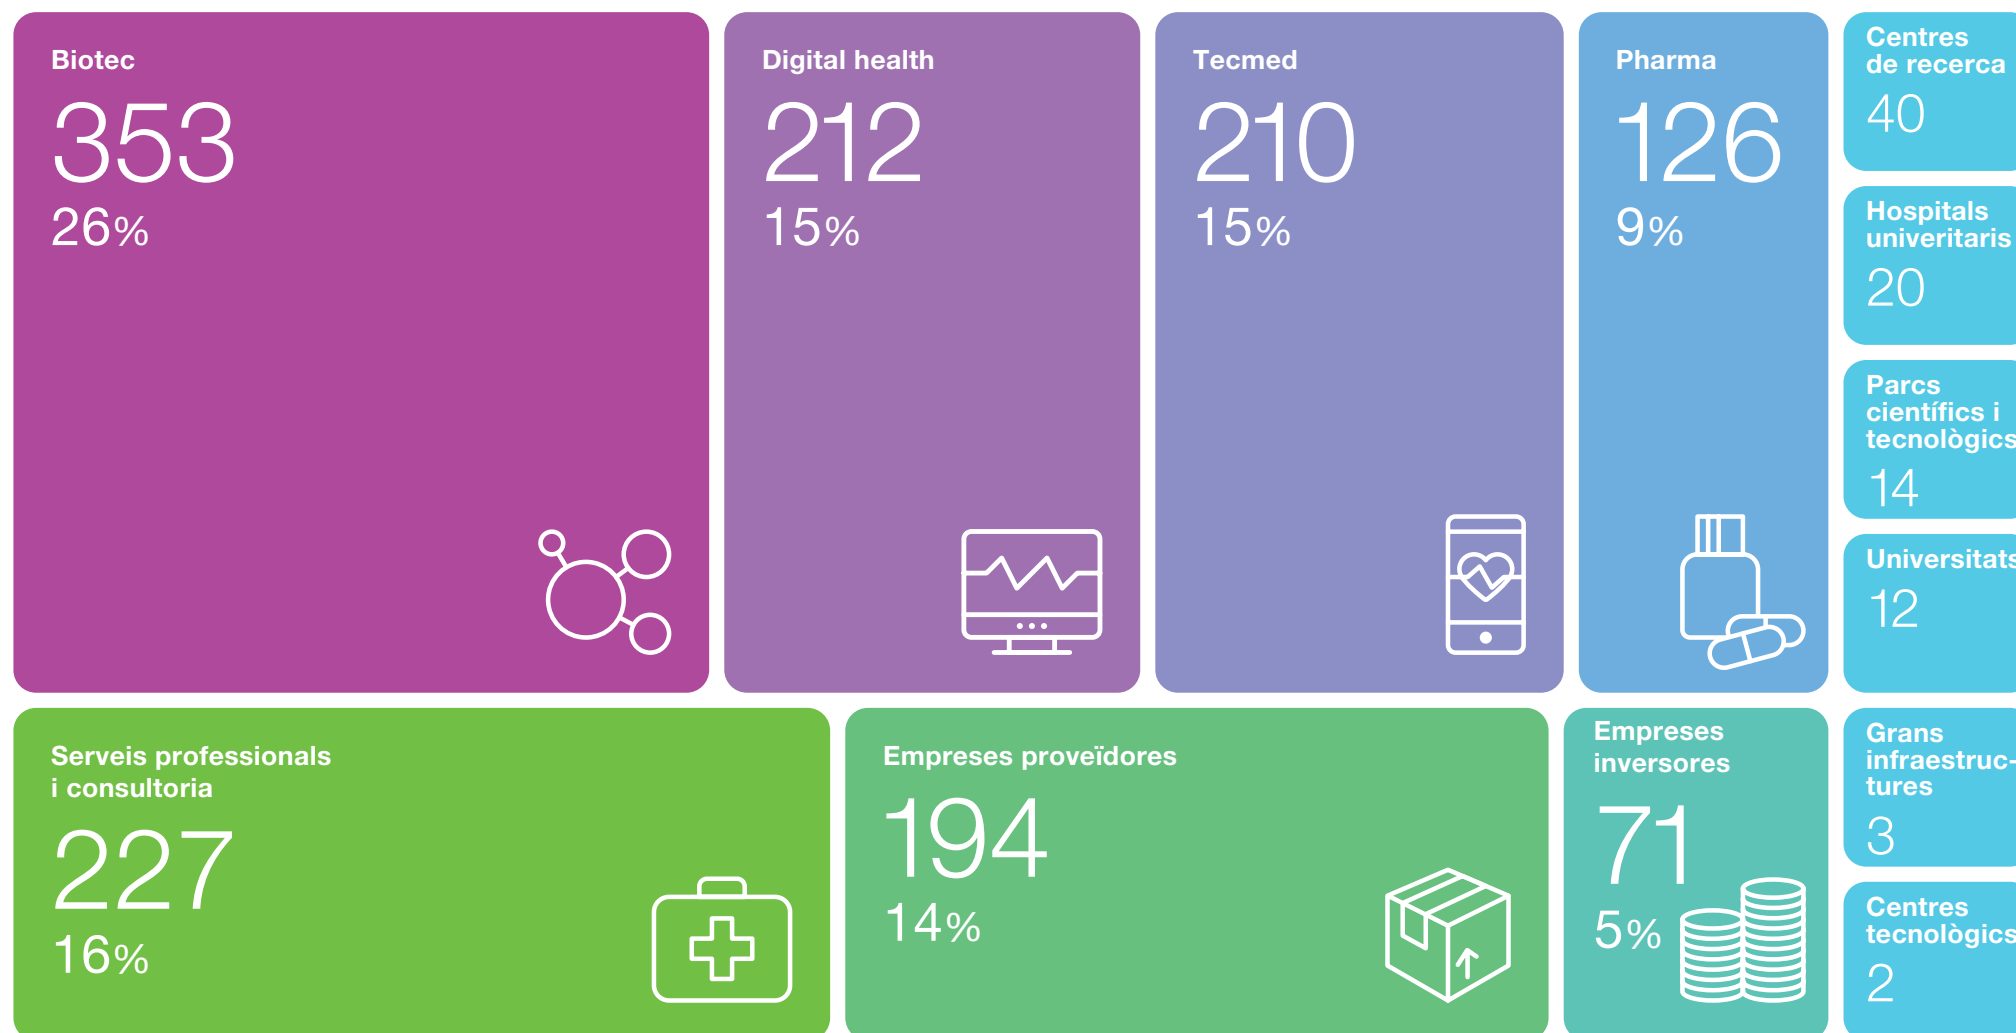 Biotec
353
26%
Digital health
212
15%
Tecmed
210
15%
Pharma
126
9%
Centres
de recerca
40
Hospitals
univeritaris
20
Parcs
científics i
tecnològics
14
Universitats
12
Serveis professionals
i consultoria
227
16%
Empreses proveïdores
194
14%
Empreses
inversores
71
5%
Grans
infraestruc-
tures
3
Centres
tecnològics
2